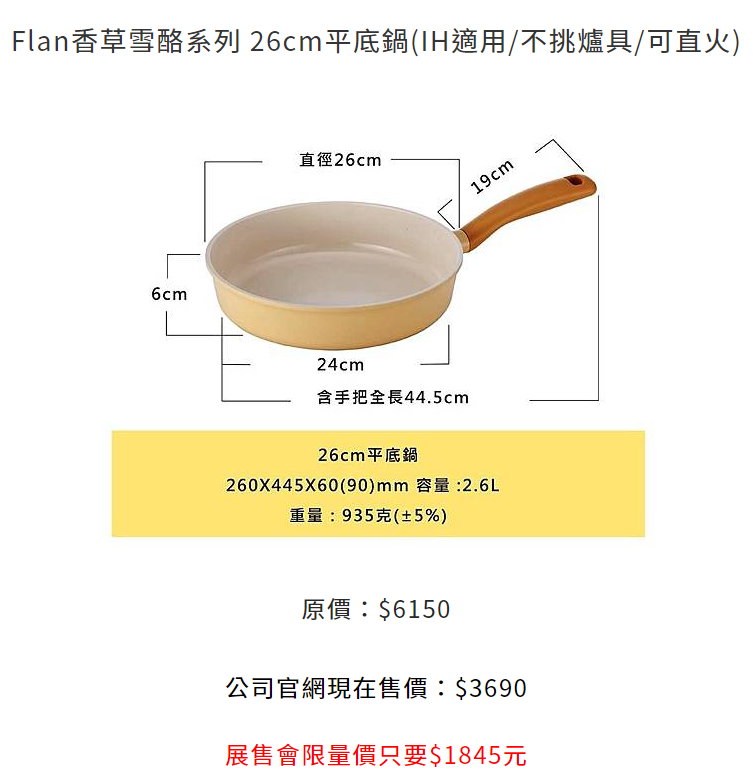 Flan香草雪酪系列 26cm平底鍋(IH適用/不挑爐具/可直火)
直徑26cm
19cm
6cm
24cm
含手把全長44.5cm
26cm平底鍋
260X445X60(90)mm 容量 :2.6L
重量：935克(±5%)
原價：$6150
公司官網現在售價：$3690
展售會限量價只要$1845元